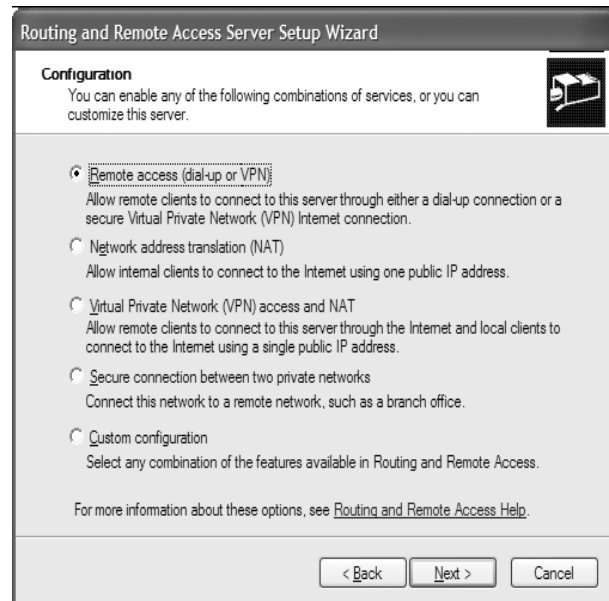 Routing and Remote Access Server Setup Wizard
Configuration
You can enable any of the following combinations of services, or you can
customize this server.
Remote access (dial-up or VPN)
Allow remote clients to connect to this server through either a dial-up connection or a
secure Virtual Private Network (VPN) Internet connection.
Network address translation (NAT)
Allow internal clients to connect to the Internet using one public IP address.
Virtual Private Network (VPN) access and NAT
Allow remote clients to connect to this server through the Internet and local clients to
connect to the Internet using a single public IP address.
Secure connection between two private networks
Connect this network to a remote network, such as a branch office.
Custom configuration
Select any combination of the features available in Routing and Remote Access.
For more information about these options, see Routing and Remote Access Help.
< Back Next > Cancel